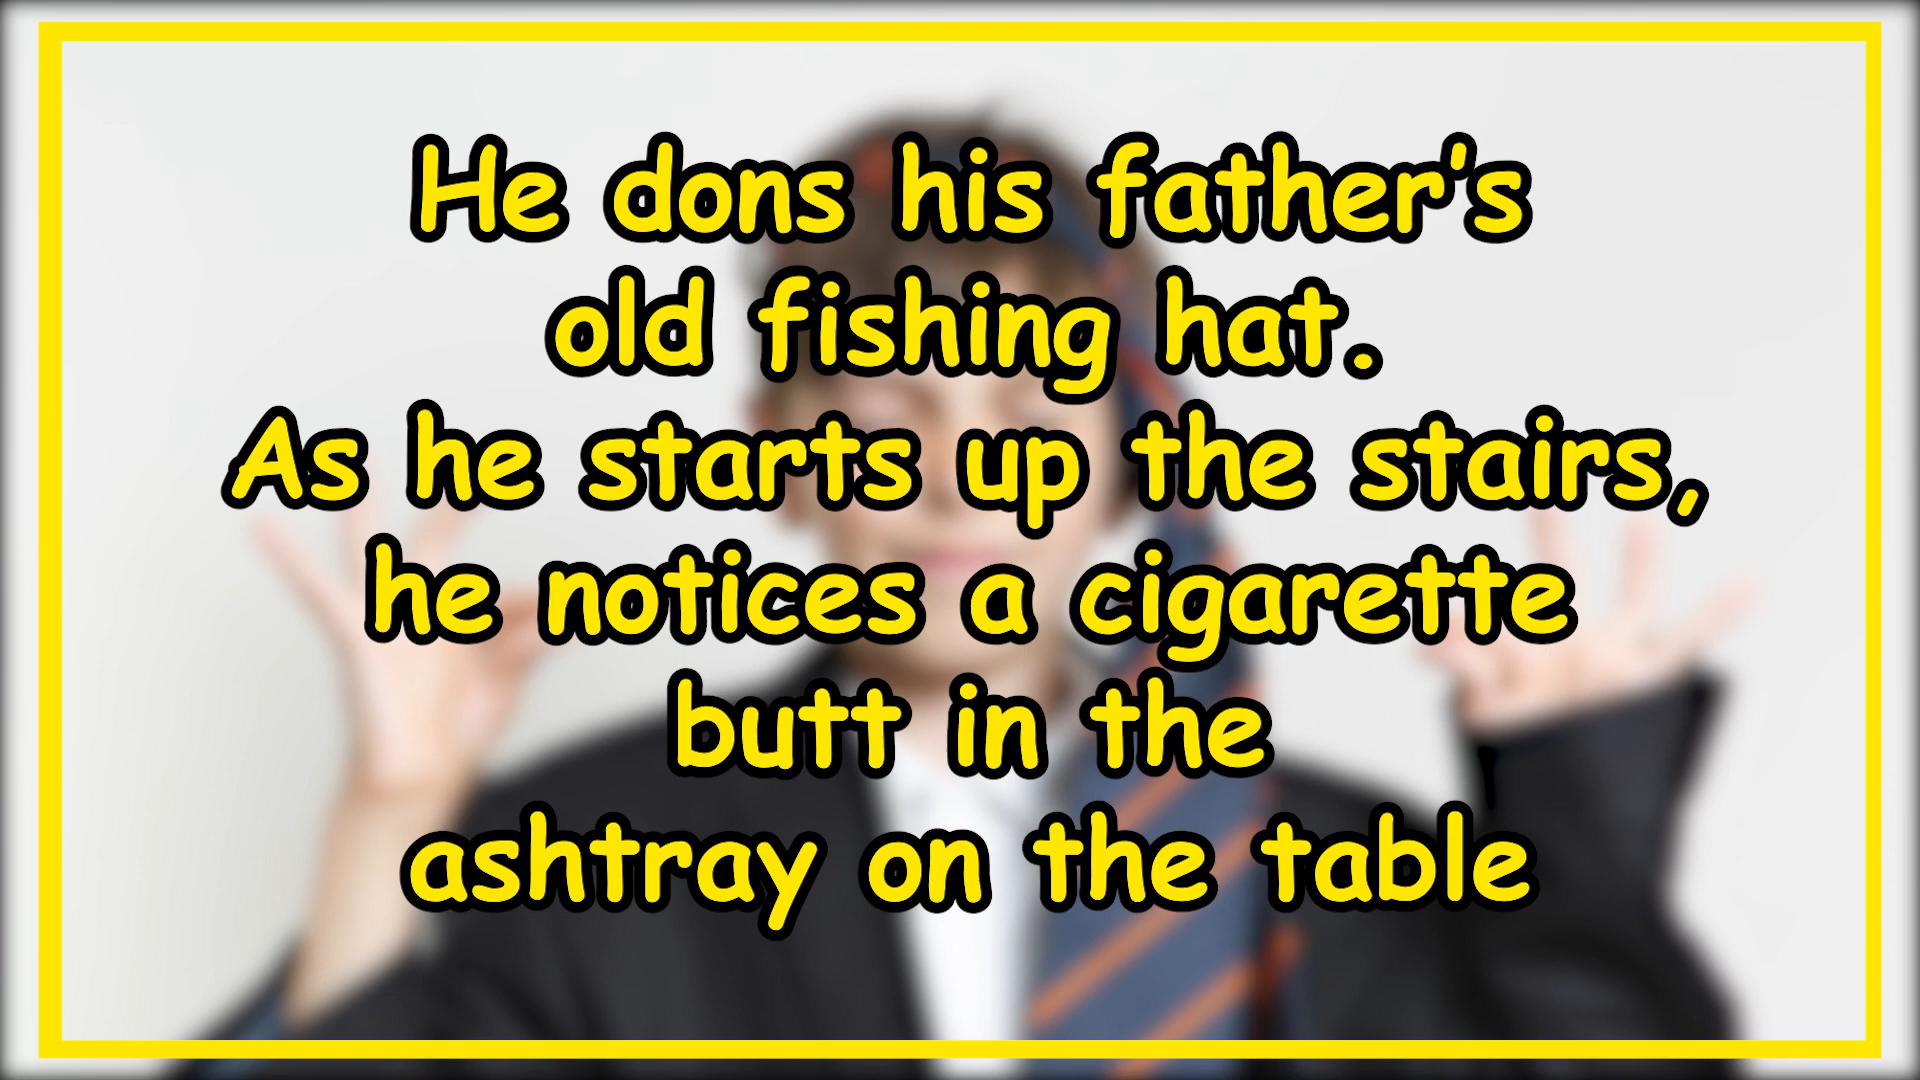 He dons his father's
old fishing hat.
As he starts up the stairs,
he notices a cigarette
butt in the
ashtray on the table